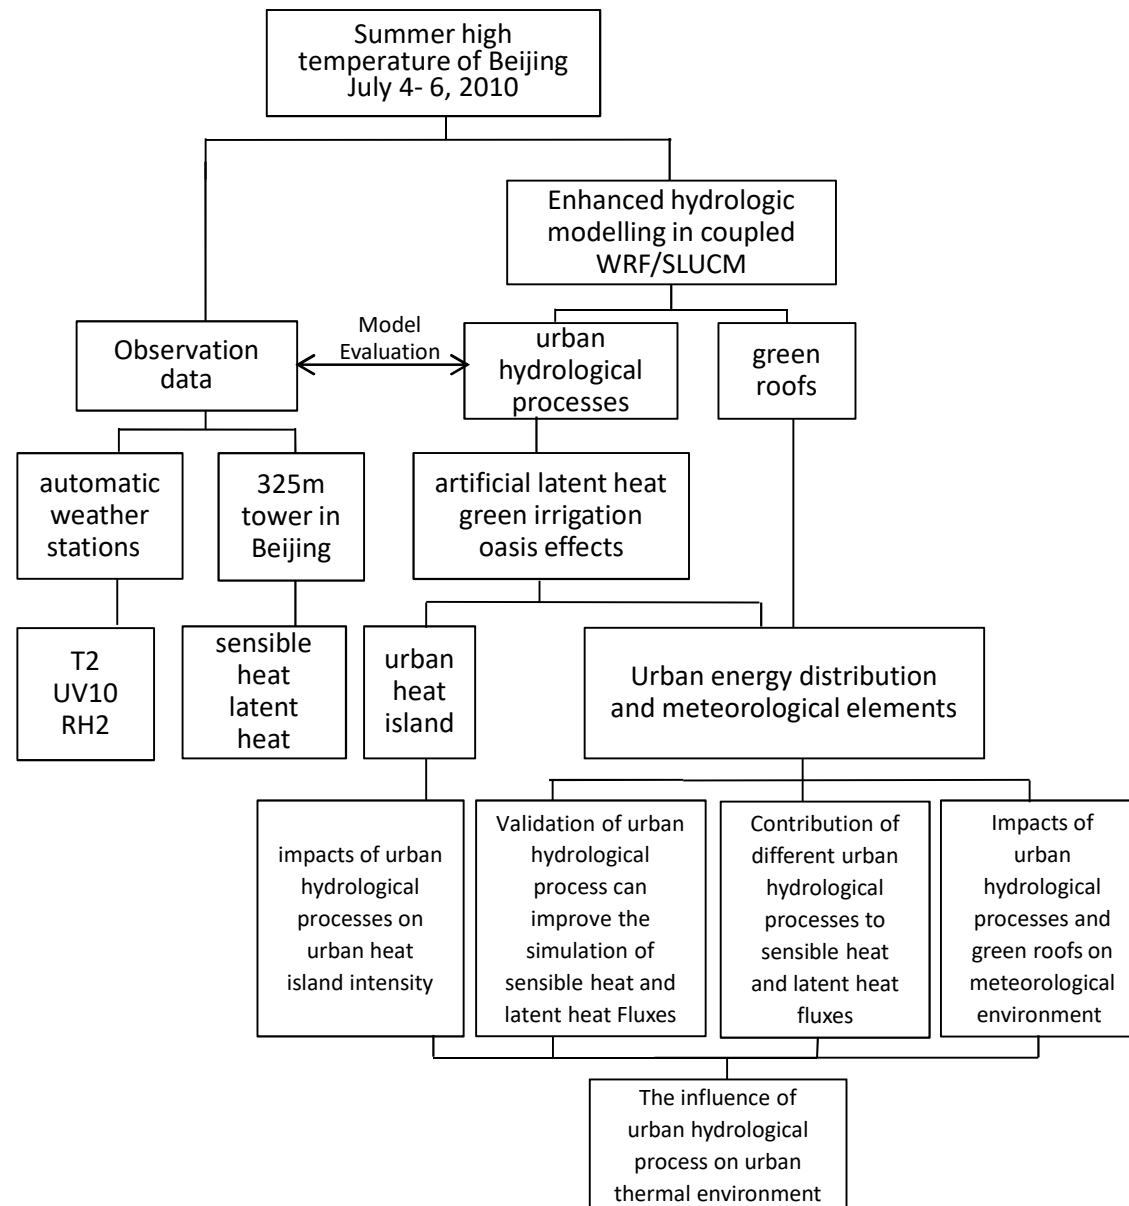 Summer high
temperature of Beijing
July 4- 6, 2010
Enhanced hydrologic
modelling in coupled
WRF/SLUCM
Observation
data
Model
Evaluation
urban
hydrological
processes
green
roofs
automatic
weather
stations
325m
tower in
Beijing
artificial latent heat
green irrigation
oasis effects
T2
UV10
RH2
sensible
heat
latent
heat
urban
heat
island
Urban energy distribution
and meteorological elements
impacts of urban
hydrological
processes on
urban heat
island intensity
Validation of urban
hydrological
process can
improve the
simulation of
sensible heat and
latent heat Fluxes
Contribution of
different urban
hydrological
processes to
sensible heat
and latent heat
fluxes
Impacts of
urban
hydrological
processes and
green roofs on
meteorological
environment
The influence of
urban hydrological
process on urban
thermal environment